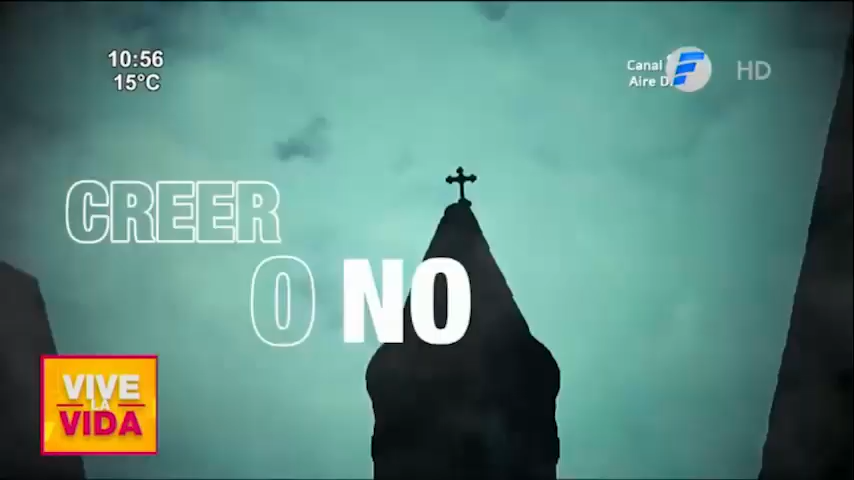 10:56
15°C
Canal
Aire
HD
CREER
O NO
VIVE
LA
VIDA